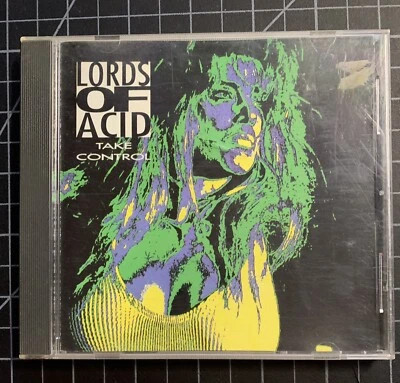 LORDS
OF
ACID
TAKE
CONTROL